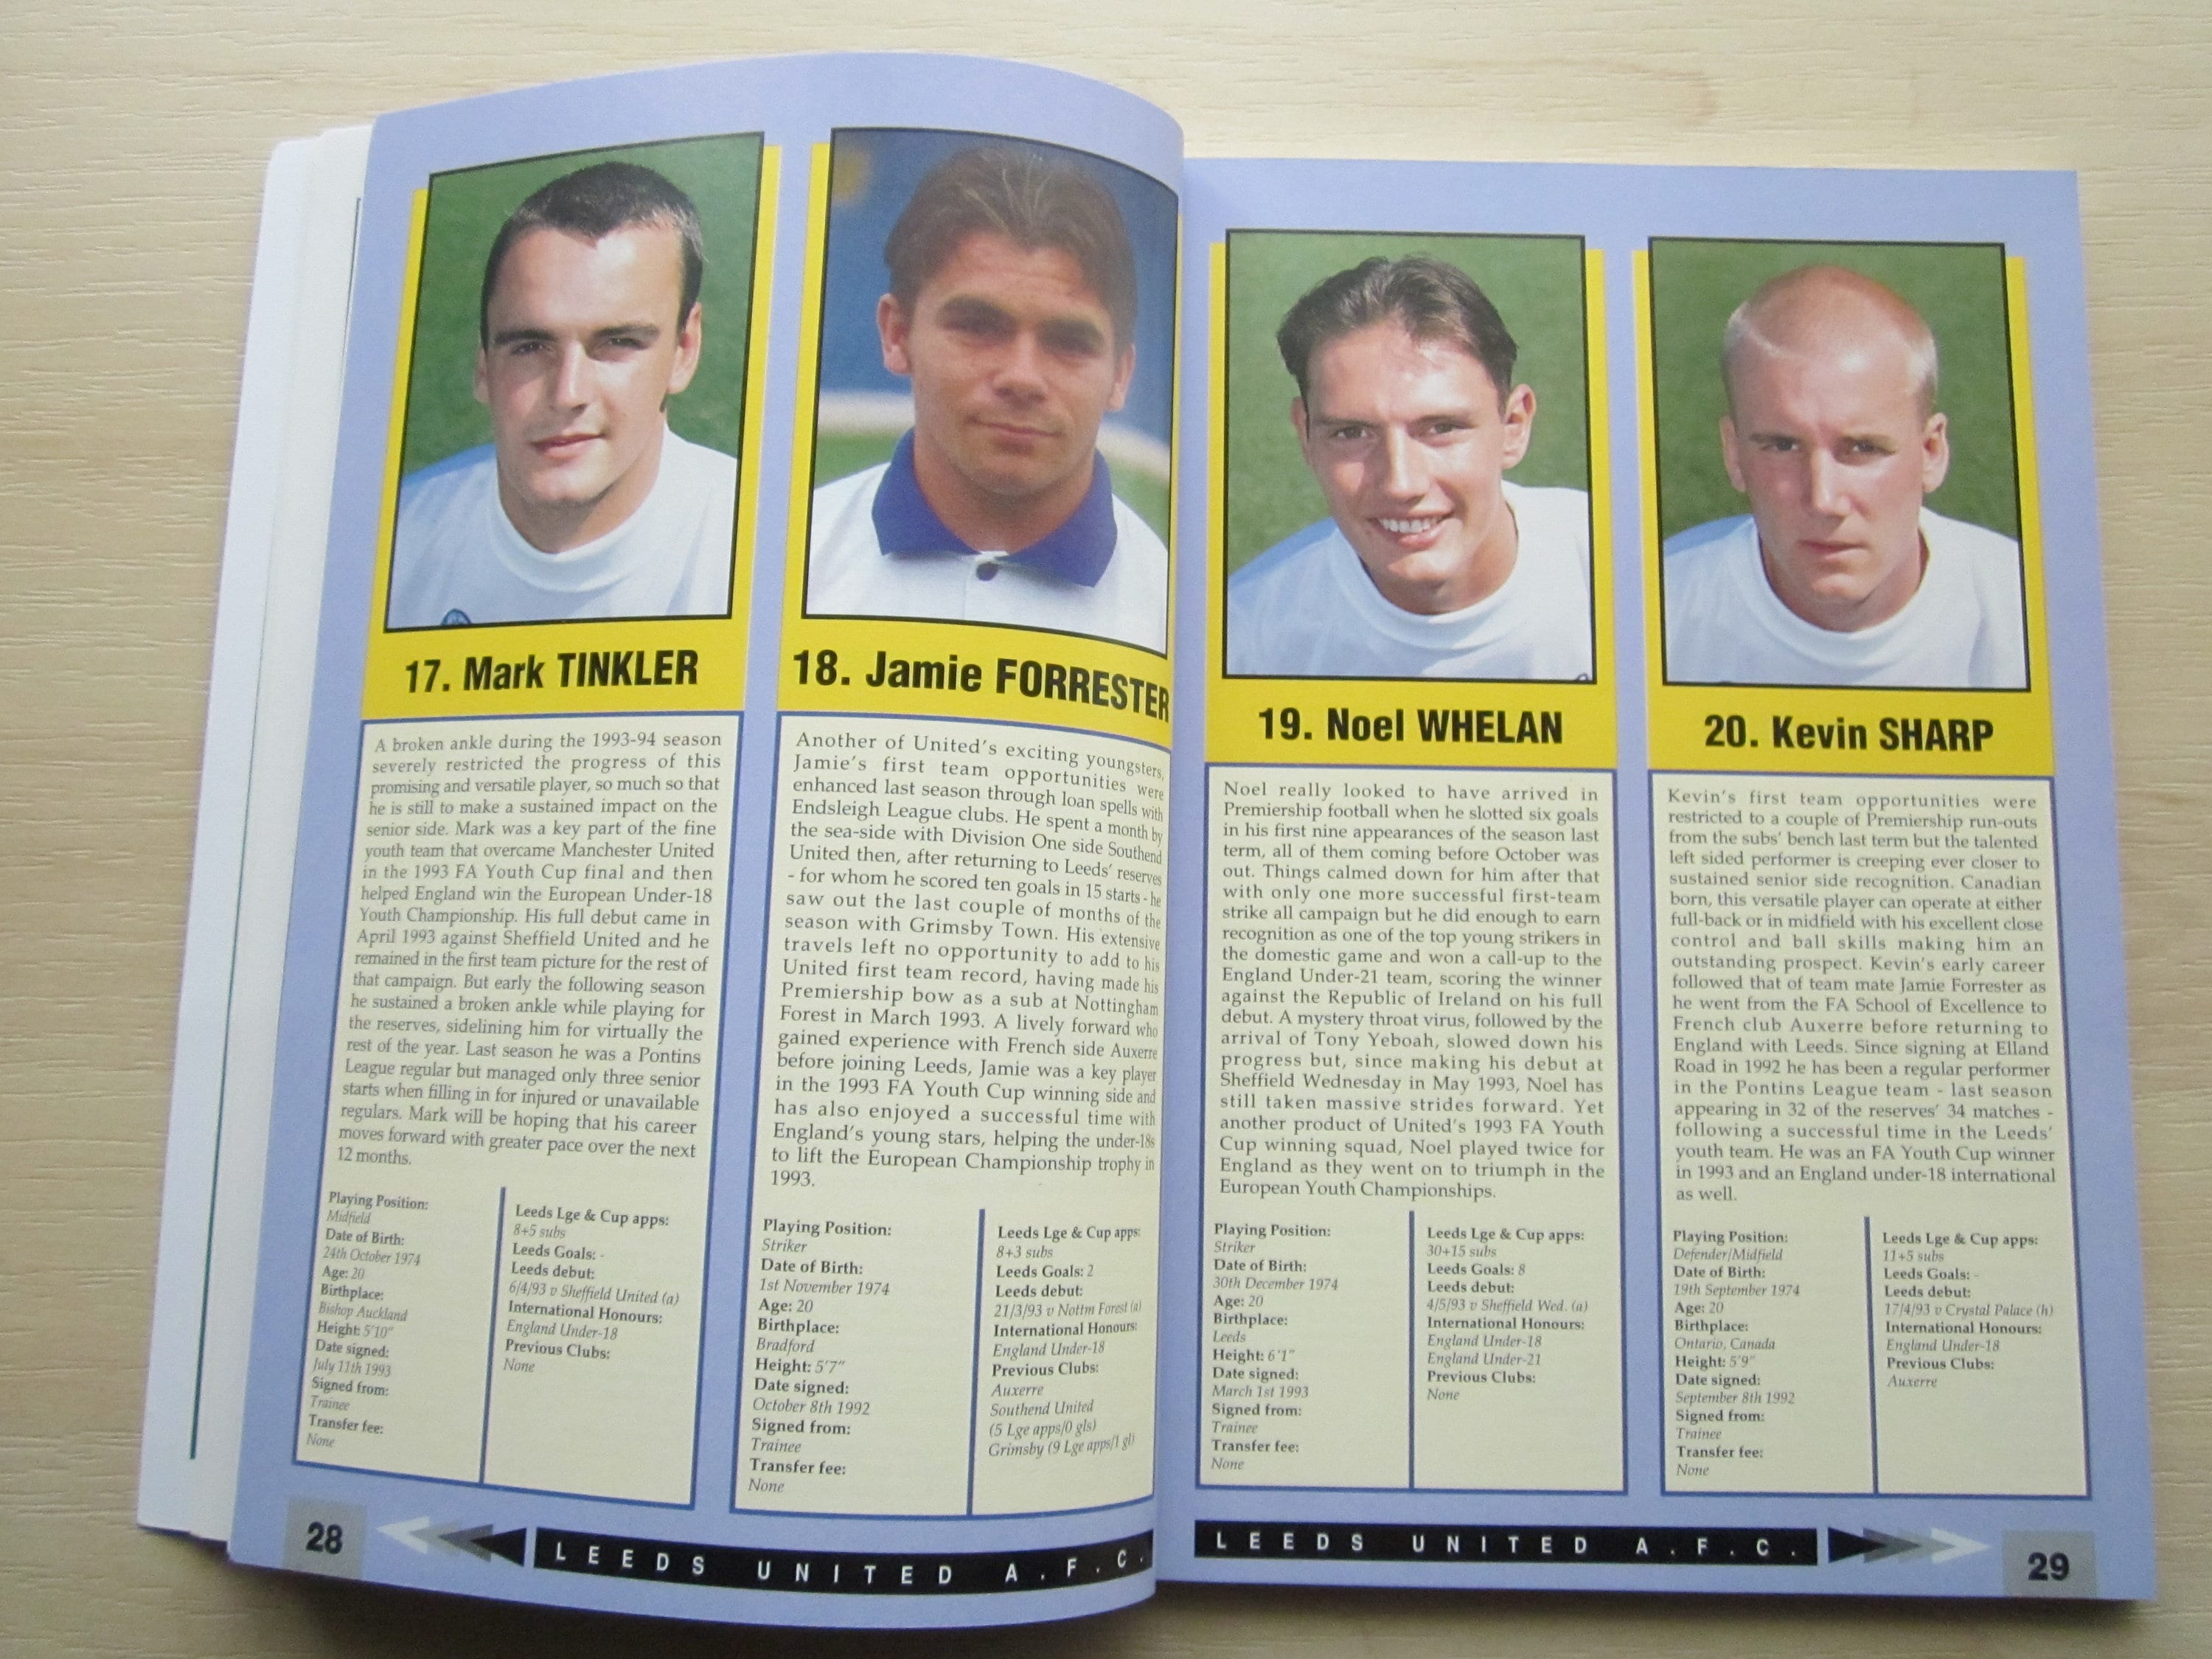 17. Mark TINKLER
A broken ankle during the 1993-94 season
severely restricted the progress of this
promising and versatile player, so much so that
he is still to make a sustained impact on the
senior side. Mark was a key part of the fine
youth team that overcame Manchester United
in the 1993 FA Youth Cup final and then
helped England win the European Under-18
Youth Championship. His full debut came in
April 1993 against Sheffield United and he
remained in the first team picture for the rest of
that campaign. But early the following season
he sustained a broken ankle while playing for
the reserves, sidelining him for virtually the
rest of the year. Last season he was a Pontins
League regular but managed only three senior
starts when filling in for injured or unavailable
regulars. Mark will be hoping that his career
moves forward with greater pace over the next
12 months.
Playing Position:
Midfield
Date of Birth:
24th October 1974
Age: 20
Birthplace:
Bishop Auckland
Height: 5'10"
Date signed:
July 11th 1993
Signed from:
Trainee
Transfer fee:
None
Leeds Lge & Cup apps:
8+5 subs
Leeds Goals: -
Leeds debut:
6/4/93 v Sheffield United (a)
International Honours:
England Under-18
Previous Clubs:
None
18. Jamie FORRESTER
Another of United's exciting youngsters,
Jamie's first team opportunities were
enhanced last season through loan spells with
Endsleigh League clubs. He spent a month by
the sea-side with Division One side Southend
United then, after returning to Leeds' reserves
- for whom he scored ten goals in 15 starts - he
saw out the last couple of months of the
season with Grimsby Town. His extensive
travels left no opportunity to add to his
United first team record, having made his
Premiership bow as a sub at Nottingham
Forest in March 1993. A lively forward who
gained experience with French side Auxerre
before joining Leeds, Jamie was a key player
in the 1993 FA Youth Cup winning side and
has also enjoyed a successful time with
England's young stars, helping the under-18s
to lift the European Championship trophy in
1993.
Playing Position:
Striker
Date of Birth:
1st November 1974
Age: 20
Birthplace:
Bradford
Height: 5'7"
Date signed:
October 8th 1992
Signed from:
Trainee
Transfer fee:
None
Leeds Lge & Cup apps:
8+3 subs
Leeds Goals: 2
Leeds debut:
21/3/93 v Nottm Forest (a)
International Honours:
England Under-18
Previous Clubs:
Auxerre
Southend United
(5 Lge apps/0 gls)
Grimsby (9 Lge apps/1 gl)
28
LEEDS UNITED A.F.C.
19. Noel WHELAN
Noel really looked to have arrived in
Premiership football when he slotted six goals
in his first nine appearances of the season last
term, all of them coming before October was
out. Things calmed down for him after that
with only one more successful first-team
strike all campaign but he did enough to earn
recognition as one of the top young strikers in
the domestic game and won a call-up to the
England Under-21 team, scoring the winner
against the Republic of Ireland on his full
debut. A mystery throat virus, followed by the
arrival of Tony Yeboah, slowed down his
progress but, since making his debut at
Sheffield Wednesday in May 1993, Noel has
still taken massive strides forward. Yet
another product of United's 1993 FA Youth
Cup winning squad, Noel played twice for
England as they went on to triumph in the
European Youth Championships.
Playing Position:
Striker
Date of Birth:
30th December 1974
Age: 20
Birthplace:
Leeds
Height: 6'1"
Date signed:
March 1st 1993
Signed from:
Trainee
Transfer fee:
None
Leeds Lge & Cup apps:
30+15 subs
Leeds Goals: 8
Leeds debut:
4/5/93 v Sheffield Wed. (a)
International Honours:
England Under-18
England Under-21
Previous Clubs:
None
20. Kevin SHARP
Kevin's first team opportunities were
restricted to a couple of Premiership run-outs
from the subs' bench last term but the talented
left sided performer is creeping ever closer to
sustained senior side recognition. Canadian
born, this versatile player can operate at either
full-back or in midfield with his excellent close
control and ball skills making him an
outstanding prospect. Kevin's early career
followed that of team mate Jamie Forrester as
he went from the FA School of Excellence to
French club Auxerre before returning to
England with Leeds. Since signing at Elland
Road in 1992 he has been a regular performer
in the Pontins League team - last season
appearing in 32 of the reserves' 34 matches -
following a successful time in the Leeds'
youth team. He was an FA Youth Cup winner
in 1993 and an England under-18 international
as well.
Playing Position:
Defender/Midfield
Date of Birth:
19th September 1974
Age: 20
Birthplace:
Ontario, Canada
Height: 5'9"
Date signed:
September 8th 1992
Signed from:
Trainee
Transfer fee:
None
Leeds Lge & Cup apps:
11+5 subs
Leeds Goals: -
Leeds debut:
17/4/93 v Crystal Palace (h)
International Honours:
England Under-18
Previous Clubs:
Auxerre
LEEDS UNITED A.F.C.
29